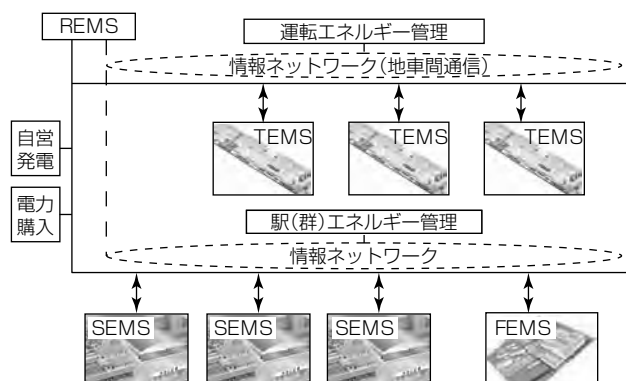 REMS
運転エネルギー管理
情報ネットワーク(地車間通信)
TEMS
TEMS
TEMS
自営
発電
電力
購入
駅(群)エネルギー管理
情報ネットワーク
SEMS
SEMS
SEMS
FEMS